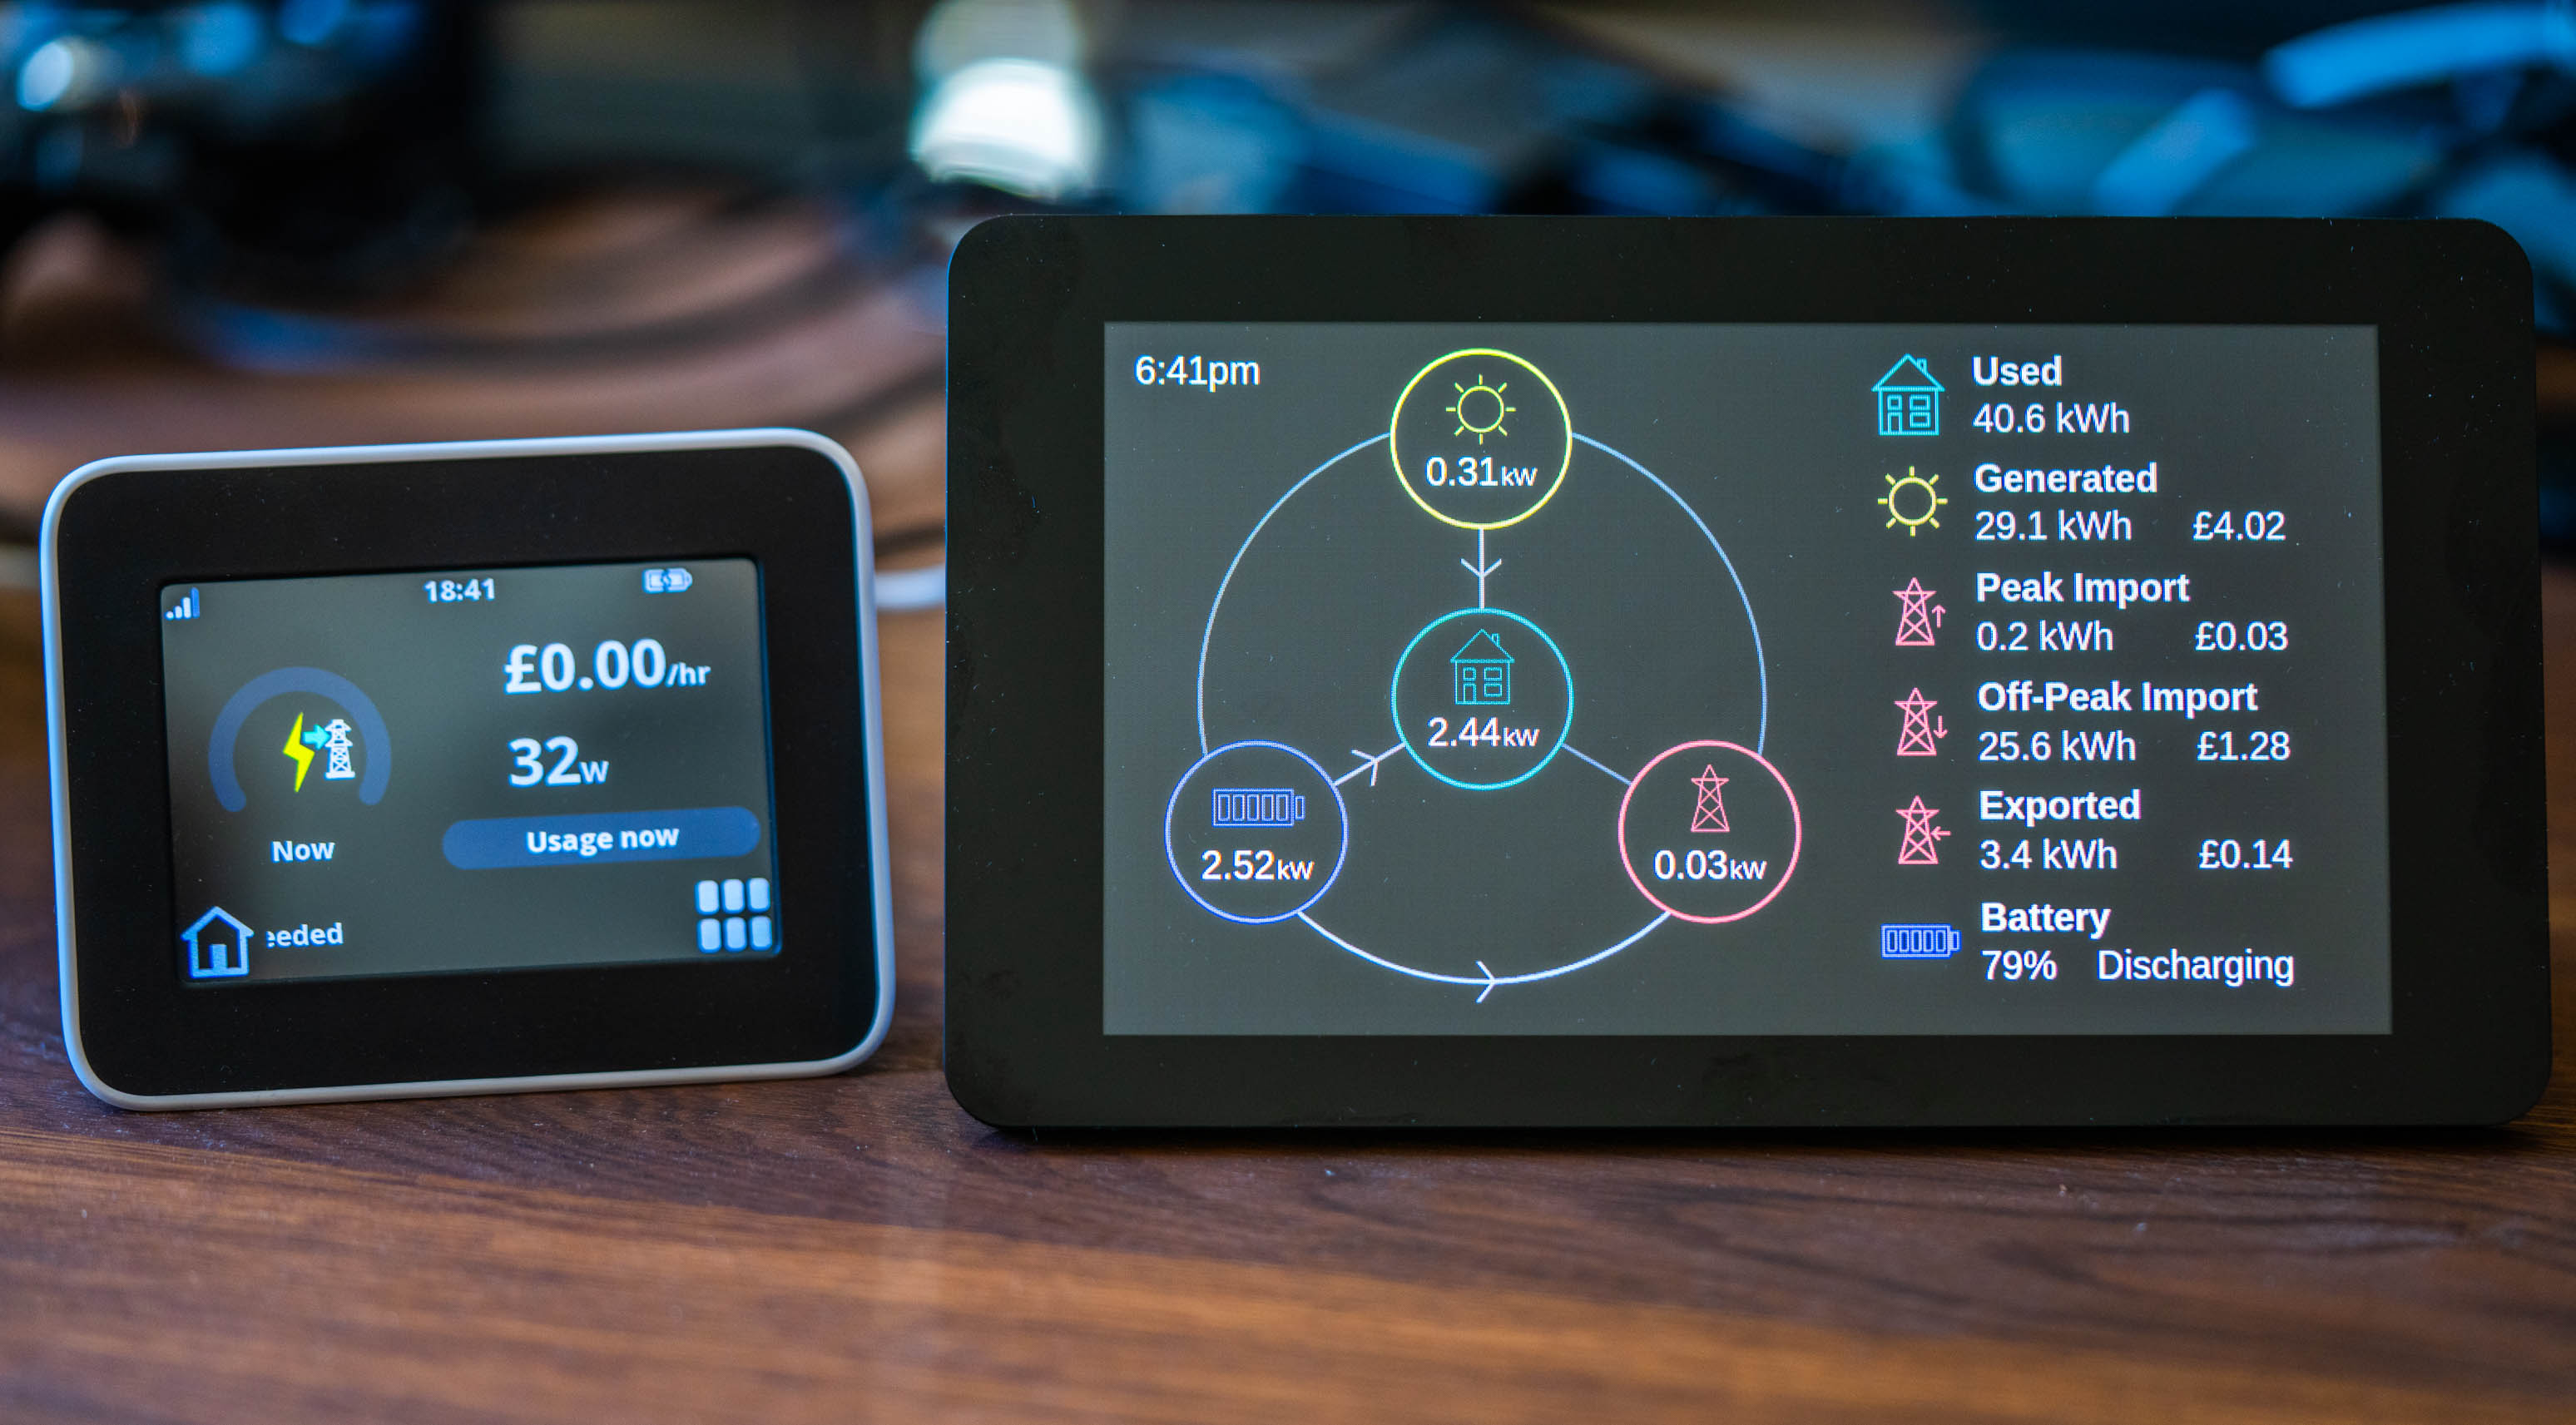 18:41
£0.00/hr
32w
Now
Usage now
eeded
6:41pm
0.31kw
2.44kw
2.52kw
0.03kw
Used
40.6 kWh
Generated
29.1 kWh £4.02
Peak Import
0.2 kWh £0.03
Off-Peak Import
25.6 kWh £1.28
Exported
3.4 kWh £0.14
Battery
79% Discharging